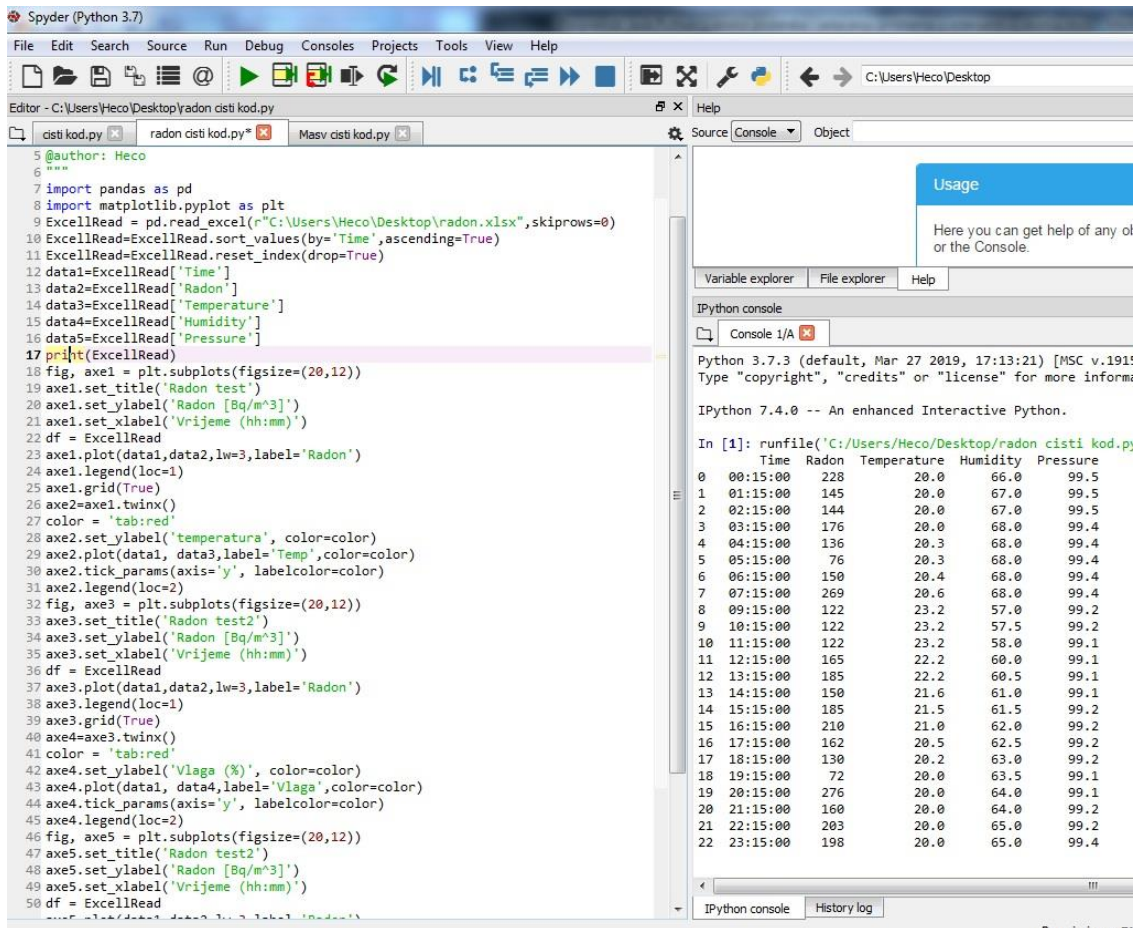 Spyder (Python 3.7)
File Edit Search Source Run Debug Consoles Projects Tools View Help
C:\Users\Heco\Desktop
Editor - C:\Users\Heco\Desktop\radon cisti kod.py
cisti kod.py
radon cisti kod.py*
Masv cisti kod.py
5 @author: Heco
6 """
7 import pandas as pd
8 import matplotlib.pyplot as plt
9 ExcellRead = pd.read_excel(r"C:\Users\Heco\Desktop\radon.xlsx",skiprows=0)
10 ExcellRead=ExcellRead.sort_values(by='Time',ascending=True)
11 ExcellRead=ExcellRead.reset_index(drop=True)
12 data1=ExcellRead['Time']
13 data2=ExcellRead['Radon']
14 data3=ExcellRead['Temperature']
15 data4=ExcellRead['Humidity']
16 data5=ExcellRead['Pressure']
17 print(ExcellRead)
18 fig, axe1 = plt.subplots(figsize=(20,12))
19 axe1.set_title('Radon test')
20 axe1.set_ylabel('Radon [Bq/m^3]')
21 axe1.set_xlabel('Vrijeme (hh:mm)')
22 df = ExcellRead
23 axe1.plot(data1,data2,lw=3,label='Radon')
24 axe1.legend(loc=1)
25 axe1.grid(True)
26 axe2=axe1.twinx()
27 color = 'tab:red'
28 axe2.set_ylabel('temperatura', color=color)
29 axe2.plot(data1, data3,label='Temp',color=color)
30 axe2.tick_params(axis='y', labelcolor=color)
31 axe2.legend(loc=2)
32 fig, axe3 = plt.subplots(figsize=(20,12))
33 axe3.set_title('Radon test2')
34 axe3.set_ylabel('Radon [Bq/m^3]')
35 axe3.set_xlabel('Vrijeme (hh:mm)')
36 df = ExcellRead
37 axe3.plot(data1,data2,lw=3,label='Radon')
38 axe3.legend(loc=1)
39 axe3.grid(True)
40 axe4=axe3.twinx()
41 color = 'tab:red'
42 axe4.set_ylabel('Vlaga (%)', color=color)
43 axe4.plot(data1, data4,label='Vlaga',color=color)
44 axe4.tick_params(axis='y', labelcolor=color)
45 axe4.legend(loc=2)
46 fig, axe5 = plt.subplots(figsize=(20,12))
47 axe5.set_title('Radon test2')
48 axe5.set_ylabel('Radon [Bq/m^3]')
49 axe5.set_xlabel('Vrijeme (hh:mm)')
50 df = ExcellRead
Help
Source Console Object
Usage
Here you can get help of any ob
or the Console.
Variable explorer File explorer Help
IPython console
Console 1/A
Python 3.7.3 (default, Mar 27 2019, 17:13:21) [MSC v.1915
Type "copyright", "credits" or "license" for more informa
IPython 7.4.0 -- An enhanced Interactive Python.
In [1]: runfile('C:/Users/Heco/Desktop/radon cisti kod.py
Time Radon Temperature Humidity Pressure
0 00:15:00 228 20.0 66.0 99.5
1 01:15:00 145 20.0 67.0 99.5
2 02:15:00 144 20.0 67.0 99.5
3 03:15:00 176 20.0 68.0 99.4
4 04:15:00 136 20.3 68.0 99.4
5 05:15:00 76 20.3 68.0 99.4
6 06:15:00 150 20.4 68.0 99.4
7 07:15:00 269 20.6 68.0 99.4
8 09:15:00 122 23.2 57.0 99.2
9 10:15:00 122 23.2 57.5 99.2
10 11:15:00 122 23.2 58.0 99.1
11 12:15:00 165 22.2 60.0 99.1
12 13:15:00 185 22.2 60.5 99.1
13 14:15:00 150 21.6 61.0 99.1
14 15:15:00 185 21.5 61.5 99.2
15 16:15:00 210 21.0 62.0 99.2
16 17:15:00 162 20.5 62.5 99.2
17 18:15:00 130 20.2 63.0 99.2
18 19:15:00 72 20.0 63.5 99.1
19 20:15:00 276 20.0 64.0 99.1
20 21:15:00 160 20.0 64.0 99.2
21 22:15:00 203 20.0 65.0 99.2
22 23:15:00 198 20.0 65.0 99.4
IPython console History log